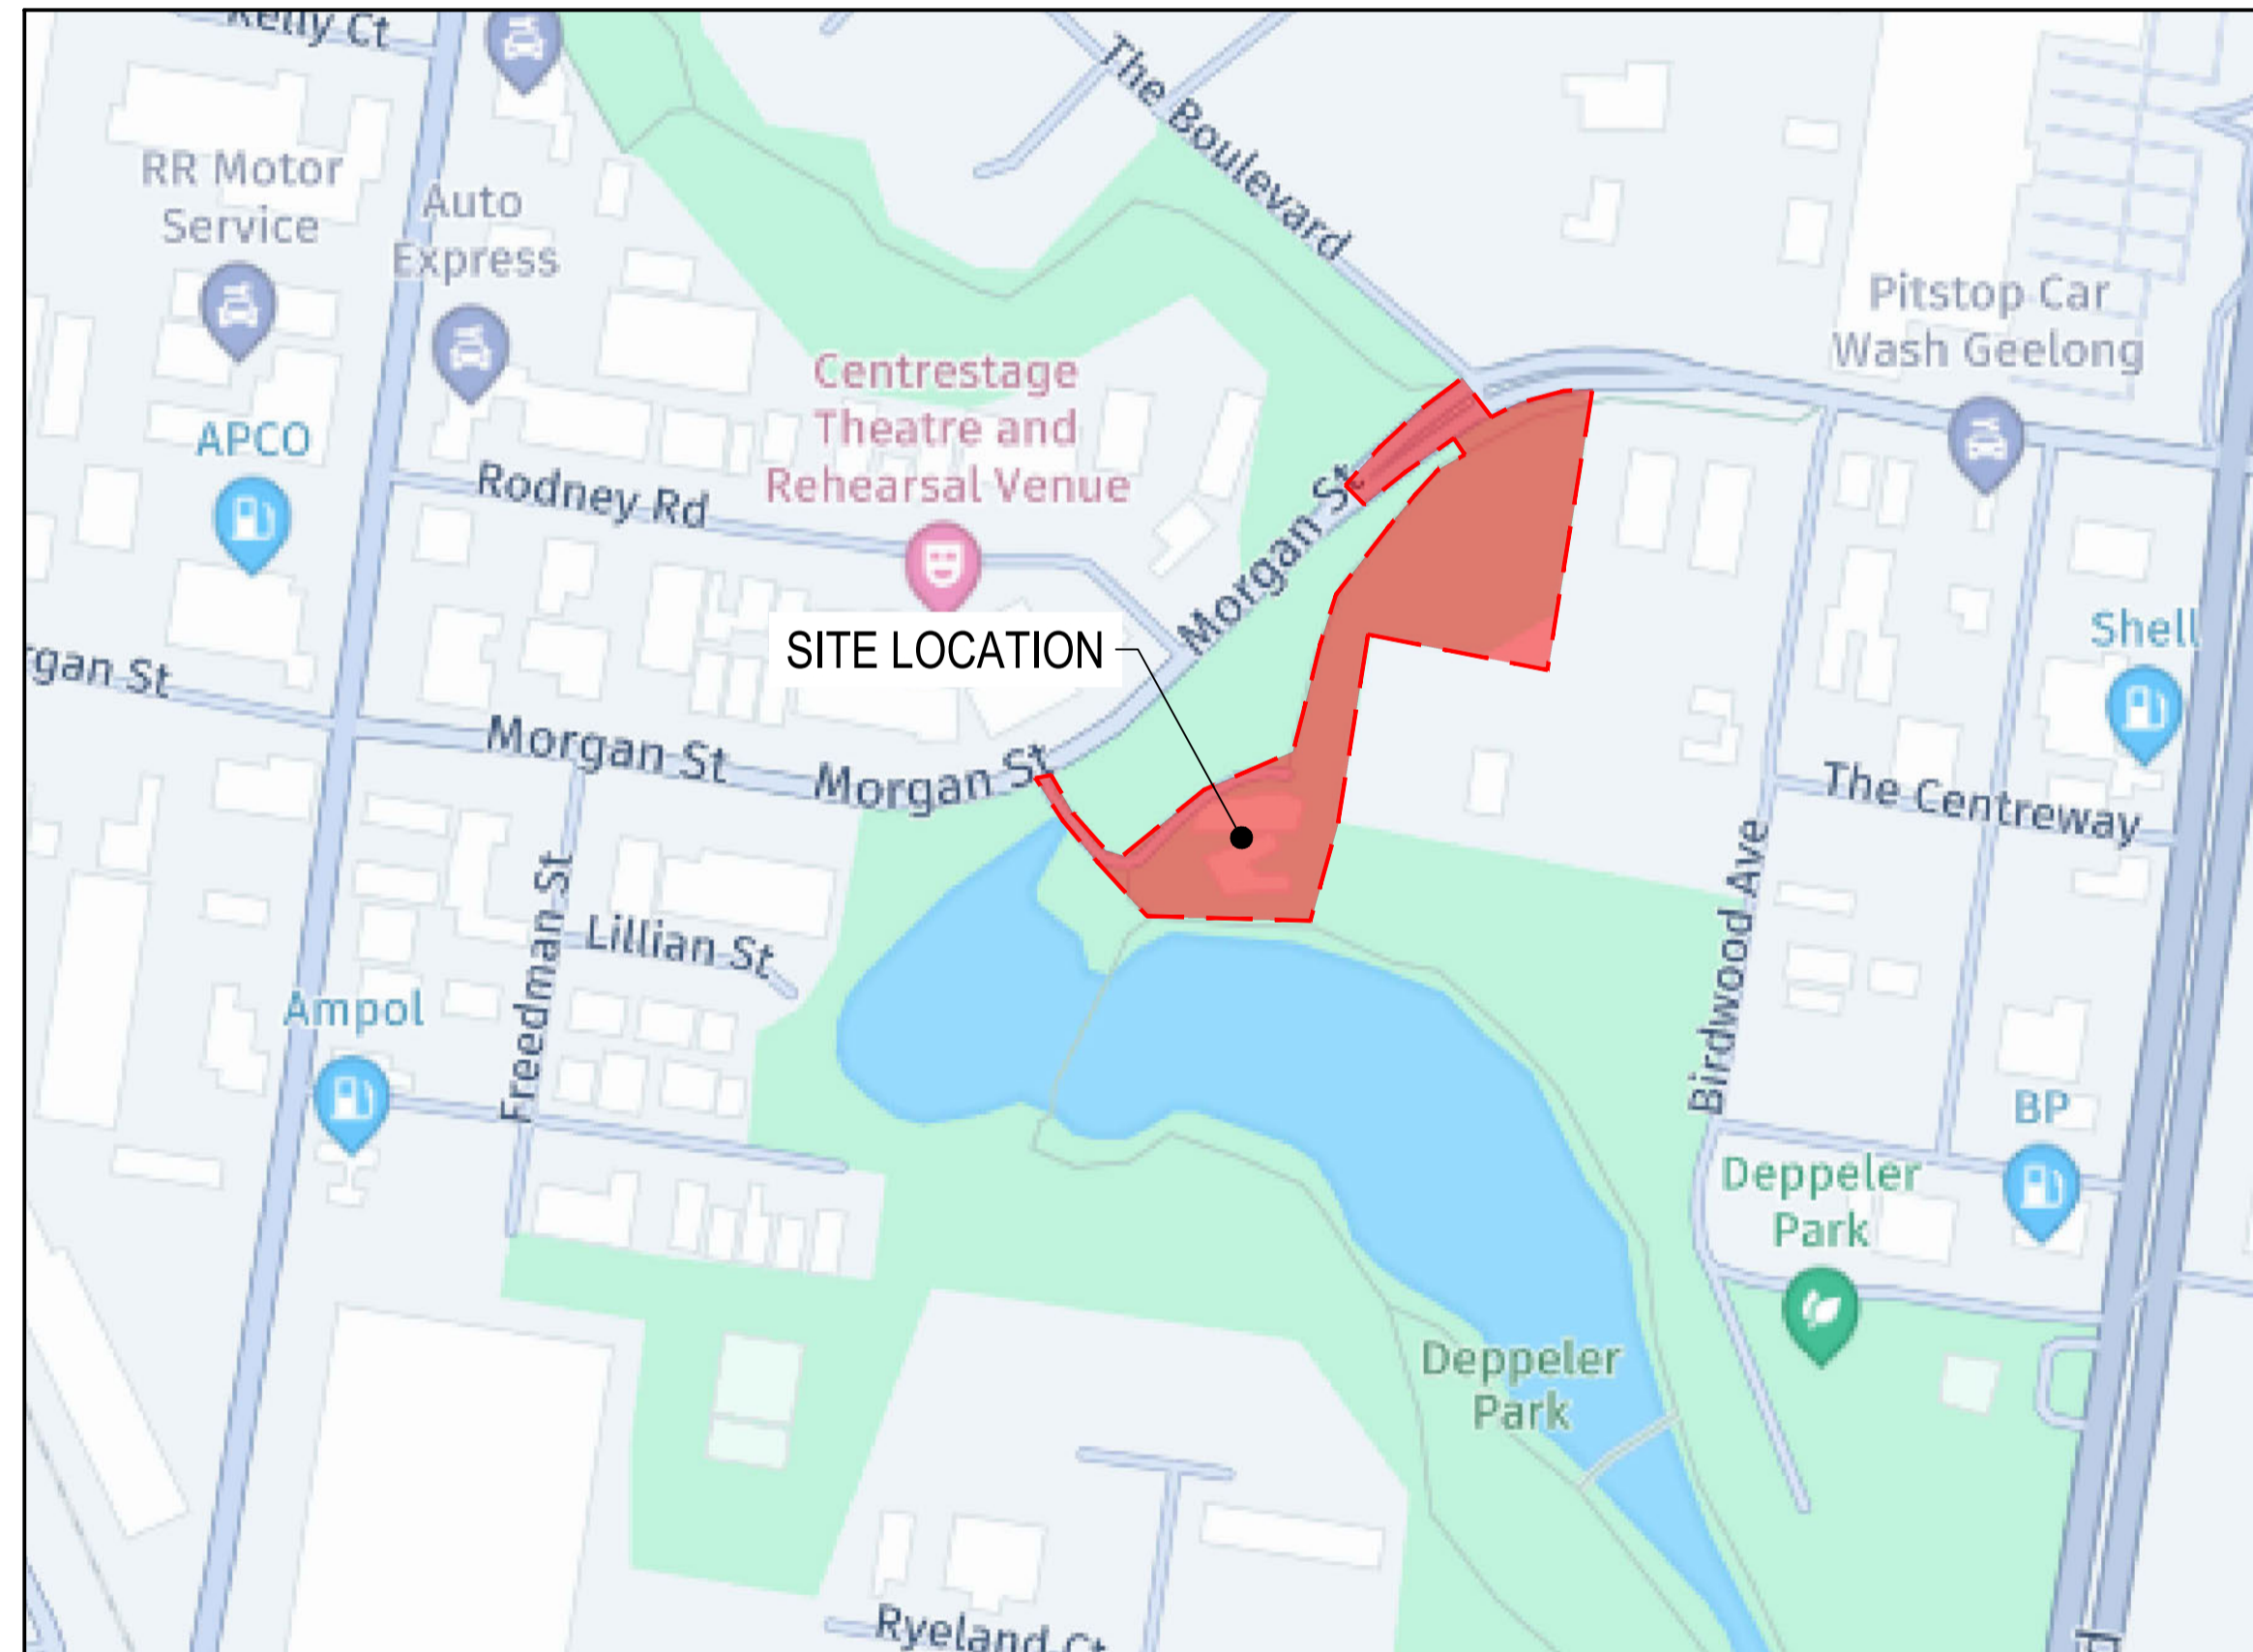 Kelly Ct
The Boulevard
RR Motor
Service
Auto
Express
Pitstop Car
Wash Geelong
Centrestage
Theatre and
Rehearsal Venue
APCO
Rodney Rd
Morgan St
SITE LOCATION
Shell
rgan St
Morgan St
Morgan St
The Centreway
Freedman St
Lillian St
Birdwood Ave
Ampol
BP
Deppeler
Park
Deppeler
Park
Ryeland Ct